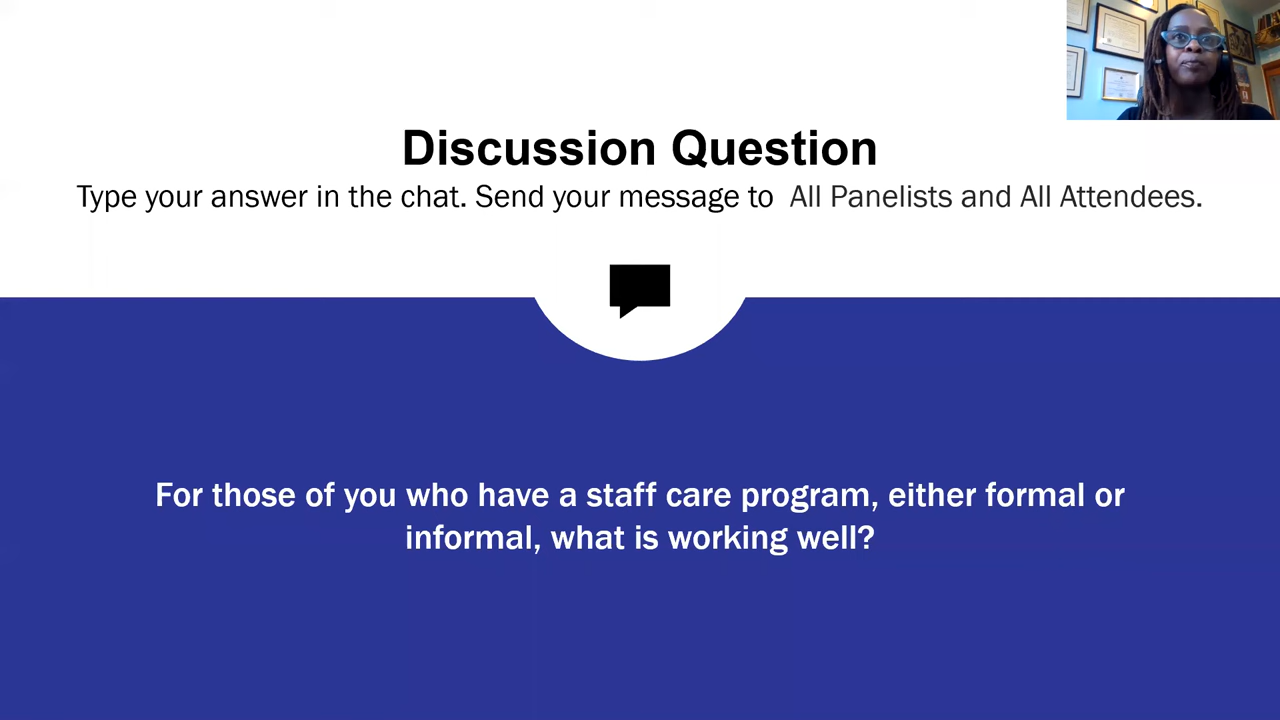 Discussion Question
Type your answer in the chat. Send your message to All Panelists and All Attendees.
For those of you who have a staff care program, either formal or
informal, what is working well?